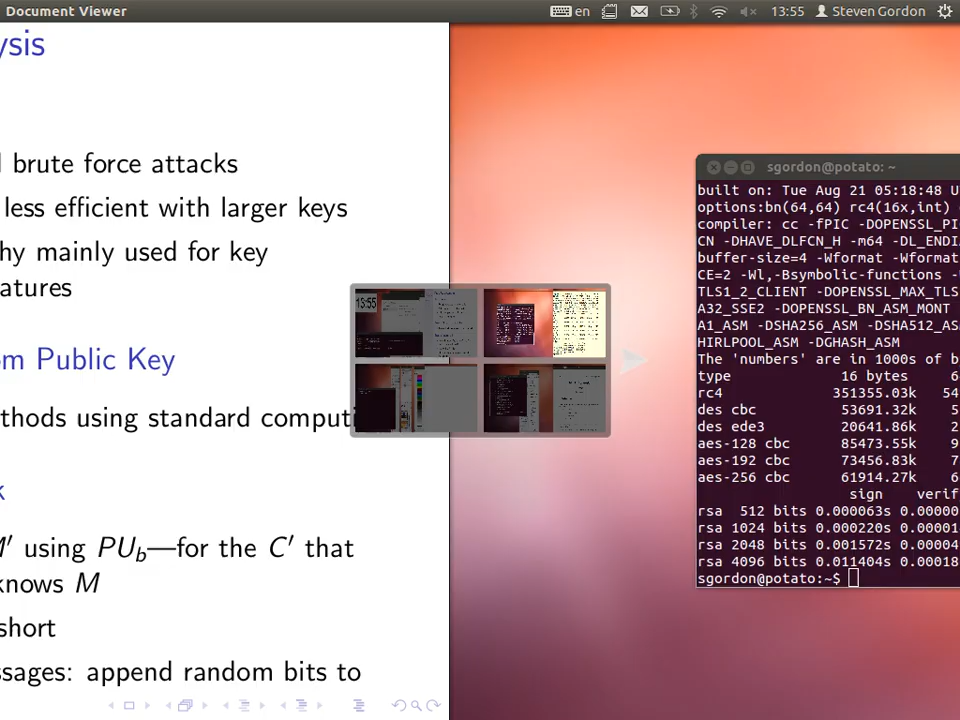 Document Viewer
en
13:55
Steven Gordon
ysis
brute force attacks
less efficient with larger keys
hy mainly used for key
atures
om Public Key
thods using standard computi
k
M′ using PUb—for the C′ that
knows M
short
ssages: append random bits to
13:55
sgordon@potato: ~
built on: Tue Aug 21 05:18:48 U
options:bn(64,64) rc4(16x,int)
compiler: cc -fPIC -DOPENSSL_PI
CN -DHAVE_DLFCN_H -m64 -DL_ENDI
buffer-size=4 -Wformat -Wformat
CE=2 -Wl,-Bsymbolic-functions -
TLS1_2_CLIENT -DOPENSSL_MAX_TLS
A32_SSE2 -DOPENSSL_BN_ASM_MONT
A1_ASM -DSHA256_ASM -DSHA512_AS
HIRLPOOL_ASM -DGHASH_ASM
The 'numbers' are in 1000s of b
type 16 bytes 6
rc4 351355.03k 54
des cbc 53691.32k 5
des ede3 20641.86k 2
aes-128 cbc 85473.55k 9
aes-192 cbc 73456.83k 7
aes-256 cbc 61914.27k 6
sign verif
rsa 512 bits 0.000063s 0.00000
rsa 1024 bits 0.000220s 0.00001
rsa 2048 bits 0.001572s 0.00004
rsa 4096 bits 0.011404s 0.00018
sgordon@potato:~$